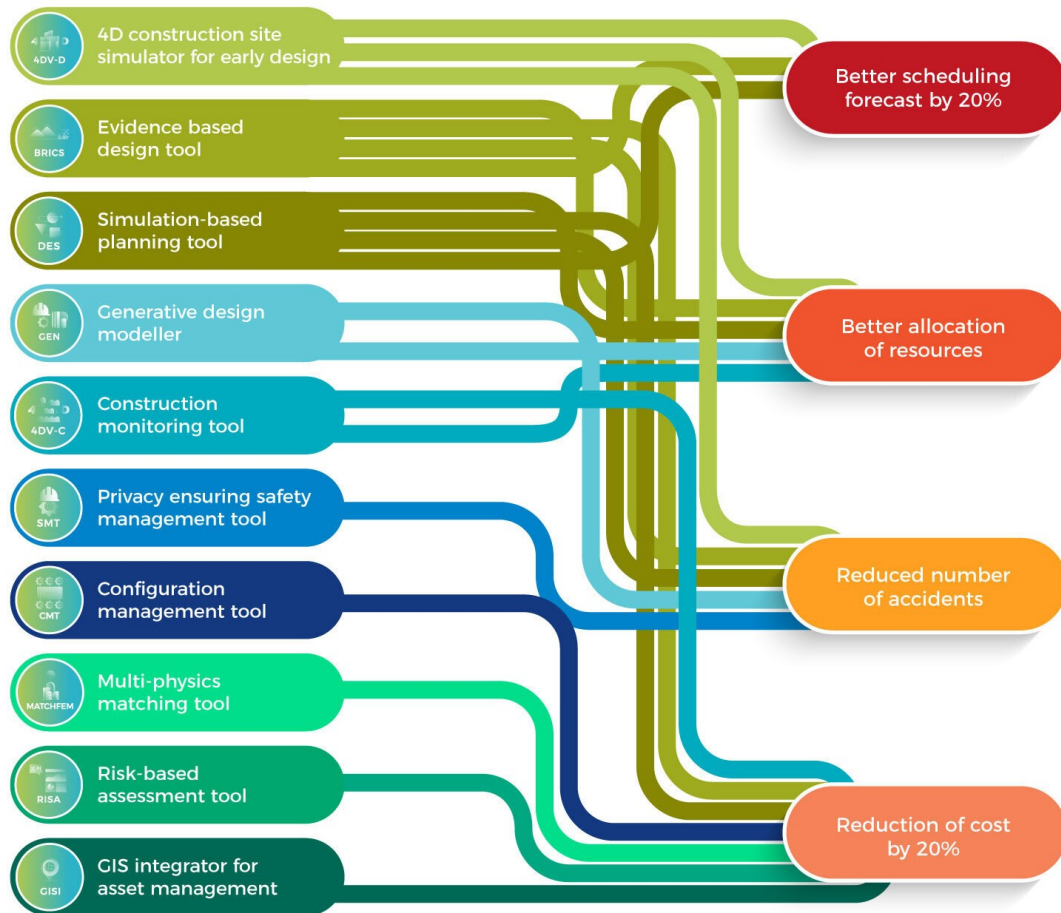 4DV-D
4D construction site
simulator for early design
BRICS
Evidence based
design tool
DES
Simulation-based
planning tool
GEN
Generative design
modeller
4DV-C
Construction
monitoring tool
SMT
Privacy ensuring safety
management tool
CMT
Configuration
management tool
MATCHFEM
Multi-physics
matching tool
RISA
Risk-based
assessment tool
GISI
GIS integrator for
asset management
Better scheduling
forecast by 20%
Better allocation
of resources
Reduced number
of accidents
Reduction of cost
by 20%